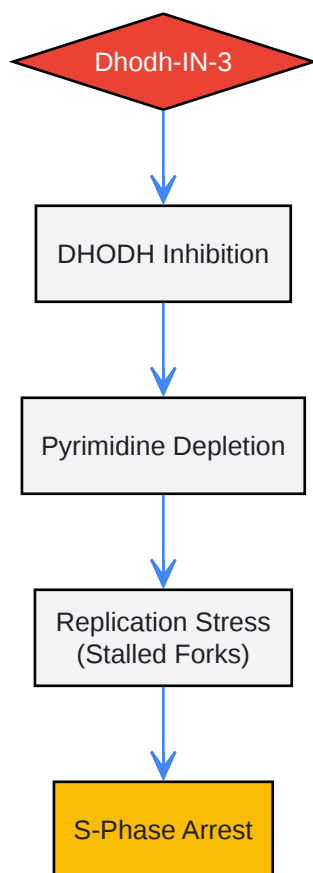 Dhodh-IN-3
DHODH Inhibition
Pyrimidine Depletion
Replication Stress
(Stalled Forks)
S-Phase Arrest